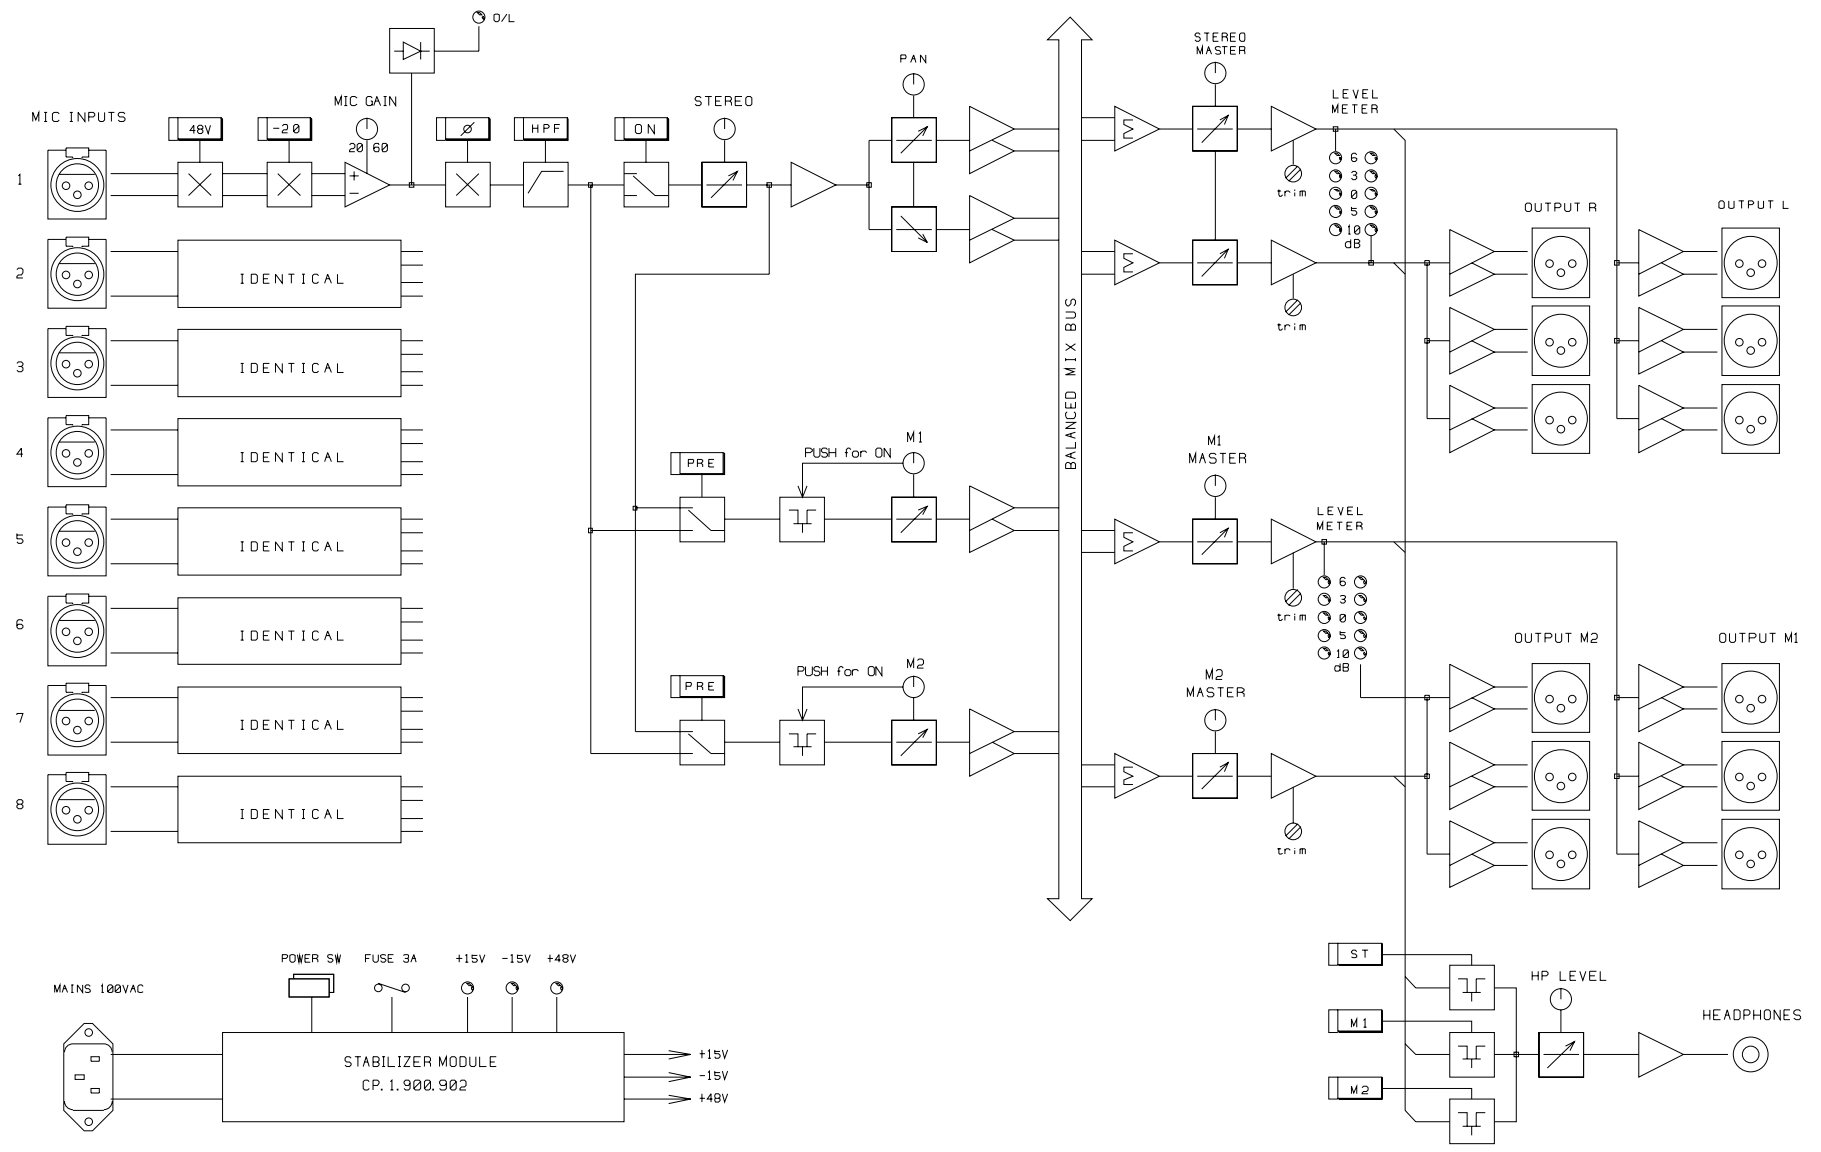 O/L
MIC INPUTS
48V
-20
MIC GAIN
20 60
+
-
Ø
HPF
ON
STEREO
PAN
STEREO
MASTER
LEVEL
METER
trim
6
3
0
5
10
dB
trim
OUTPUT R
OUTPUT L
1
2
IDENTICAL
3
IDENTICAL
4
IDENTICAL
5
IDENTICAL
6
IDENTICAL
7
IDENTICAL
8
IDENTICAL
BALANCED MIX BUS
PRE
PUSH for ON
M1
M1
MASTER
LEVEL
METER
trim
6
3
0
5
10
dB
OUTPUT M2
OUTPUT M1
PRE
PUSH for ON
M2
M2
MASTER
trim
MAINS 100VAC
POWER SW
FUSE 3A
+15V
-15V
+48V
STABILIZER MODULE
CP.1.900.902
+15V
-15V
+48V
ST
M1
M2
HP LEVEL
HEADPHONES